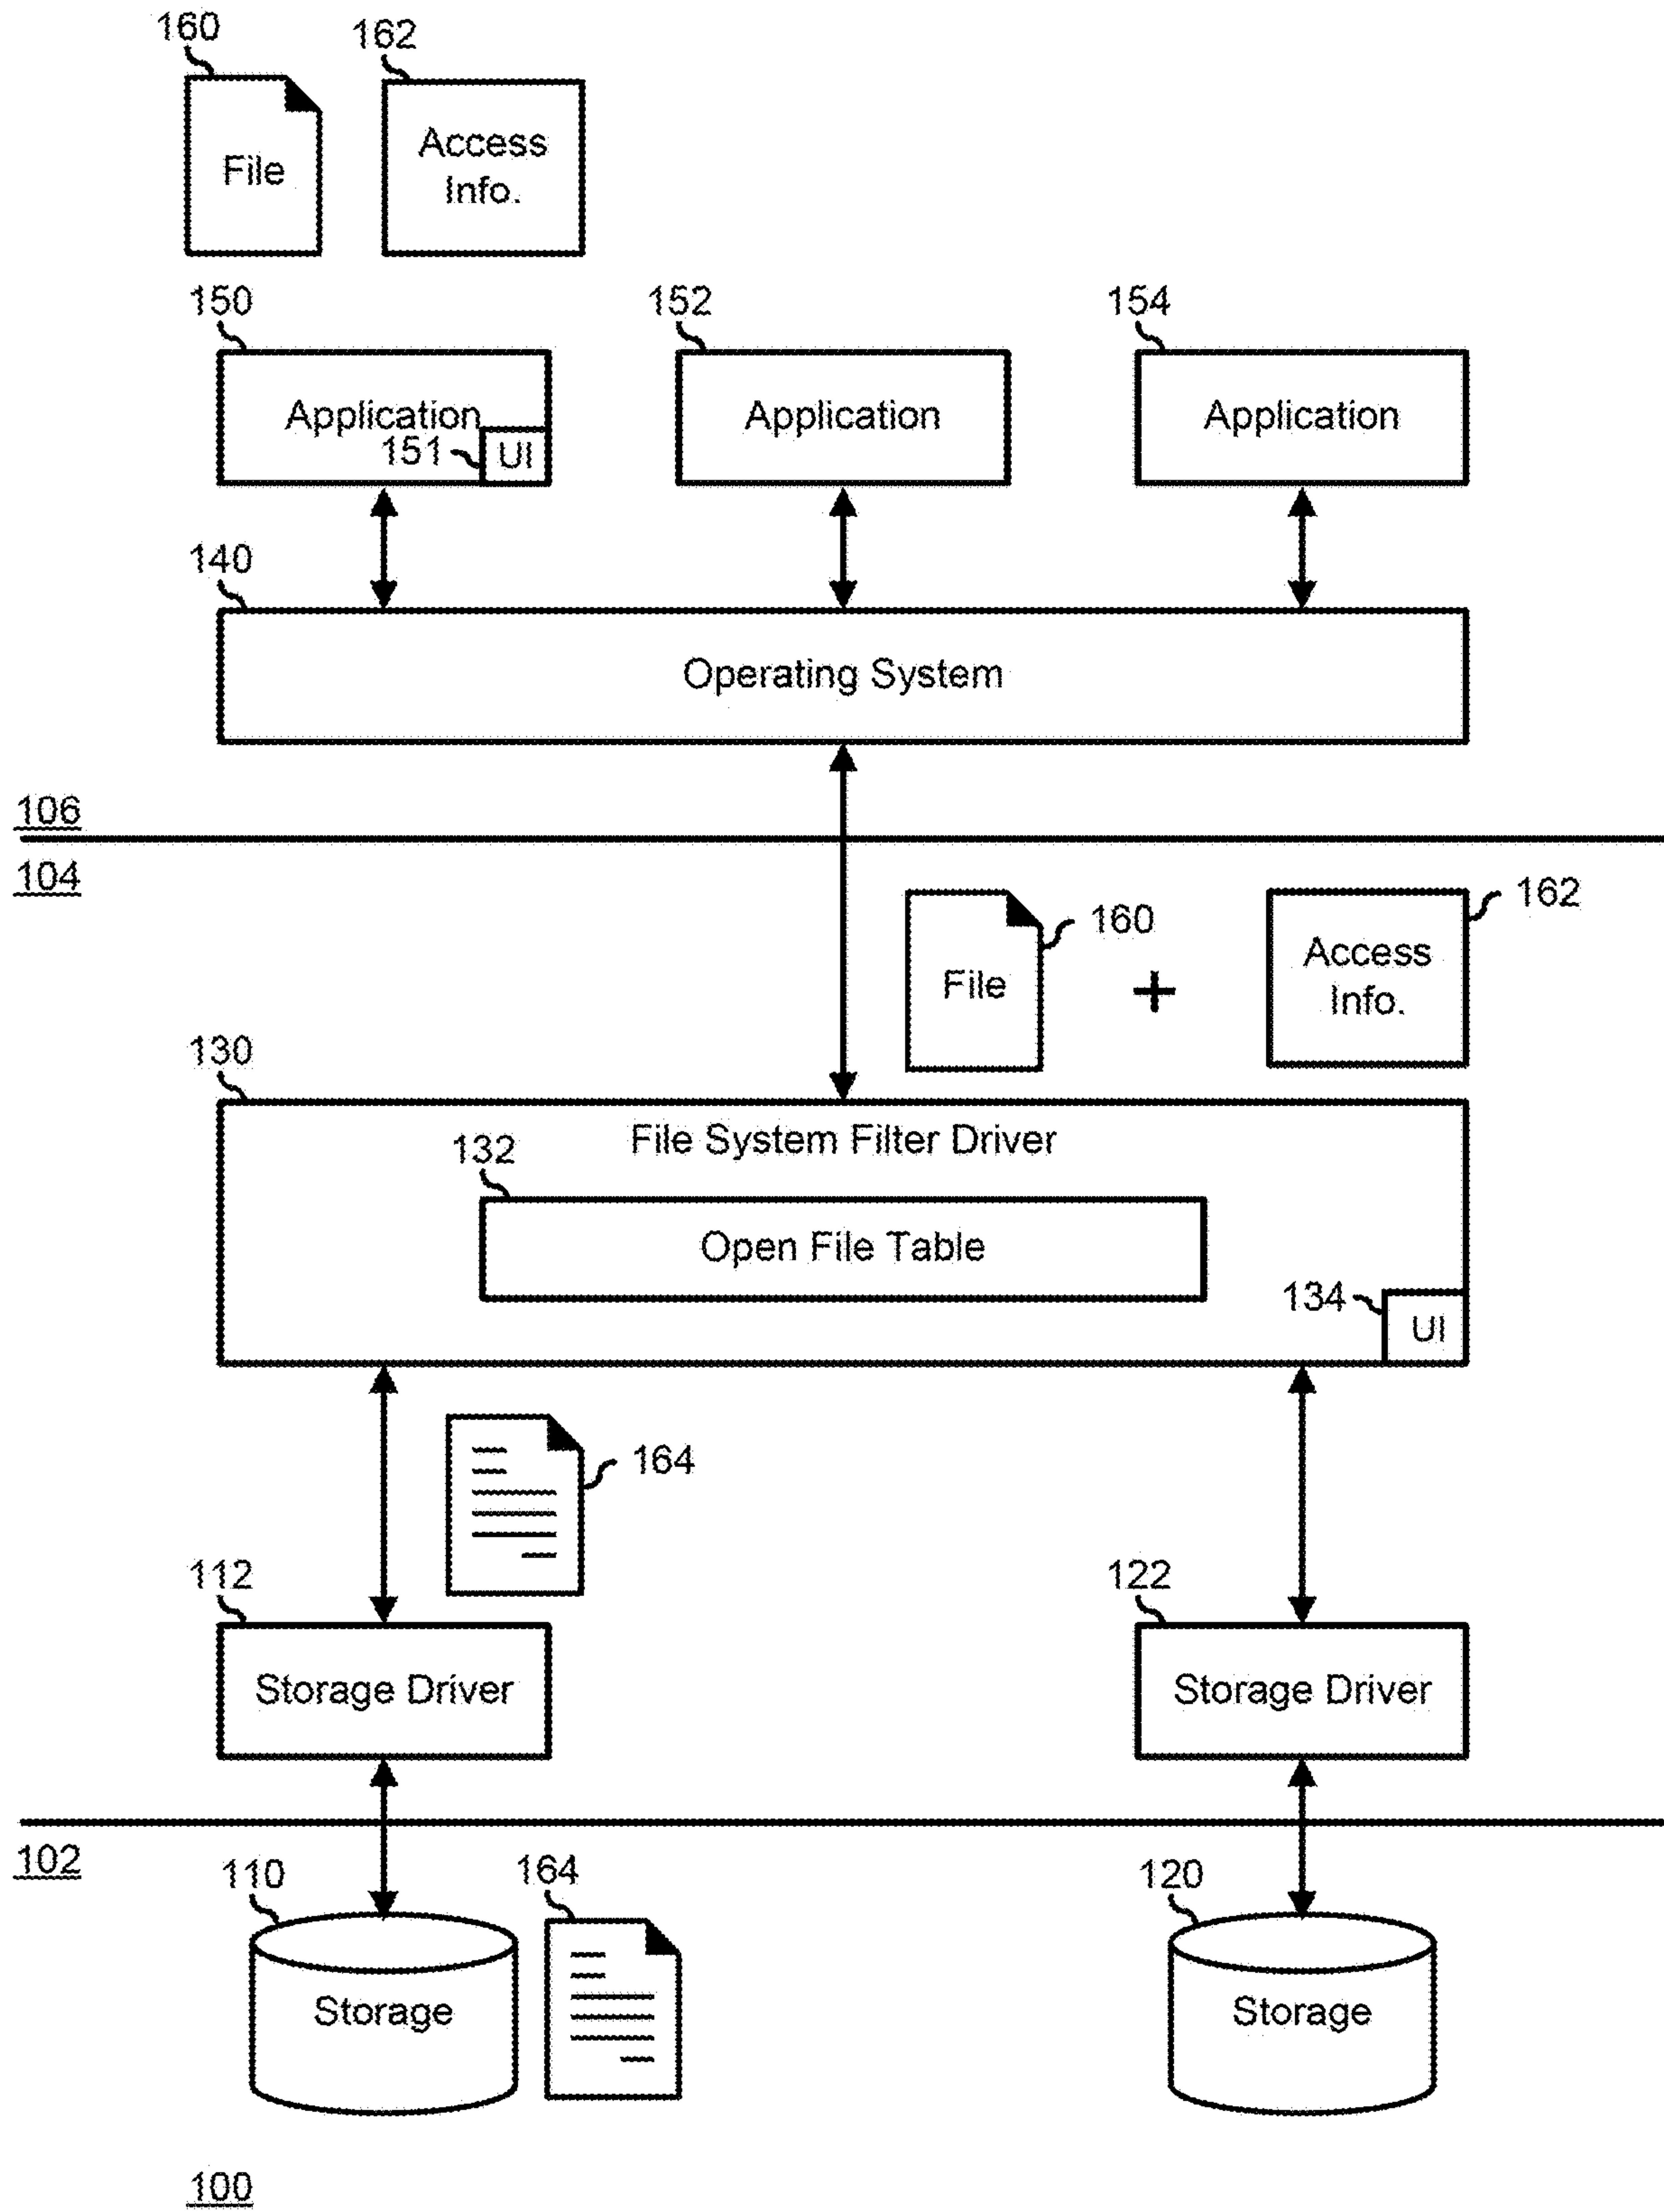 160
162
File
Access
Info.
150
152
154
Application
Application
Application
151
UI
140
Operating System
106
104
160
162
File
+
Access
Info.
130
File System Filter Driver
132
Open File Table
134
UI
164
112
122
Storage Driver
Storage Driver
102
110
164
120
Storage
Storage
100